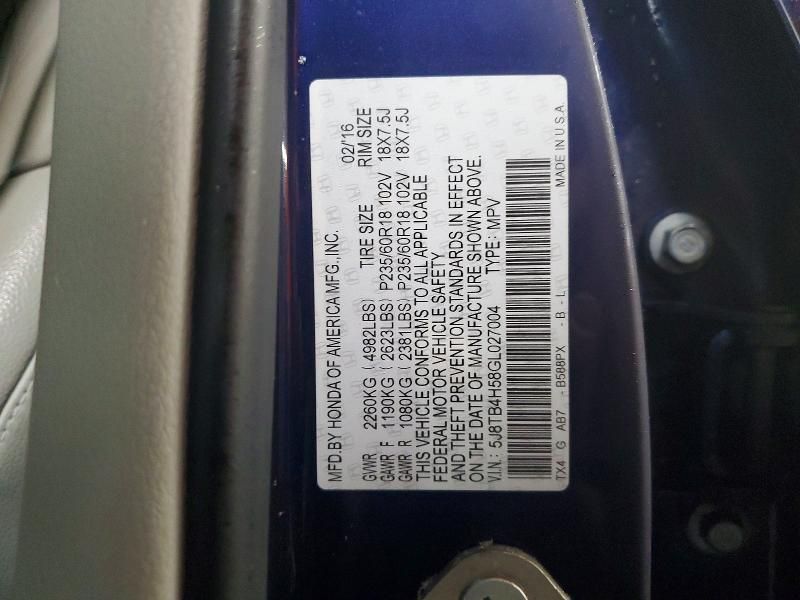 MFD.BY HONDA OF AMERICA MFG.,INC. 02/'16
GVWR 2260KG ( 4982LBS) TIRE SIZE RIM SIZE
GAWR F 1190KG ( 2623LBS) P235/60R18 102V 18X7.5J
GAWR R 1080KG ( 2381LBS) P235/60R18 102V 18X7.5J
THIS VEHICLE CONFORMS TO ALL APPLICABLE
FEDERAL MOTOR VEHICLE SAFETY
AND THEFT PREVENTION STANDARDS IN EFFECT
ON THE DATE OF MANUFACTURE SHOWN ABOVE.
V.I.N.: 5J8TB4H58GL027004 TYPE: MPV
TX4 G AB7 - B588PX - B - L MADE IN U.S.A.